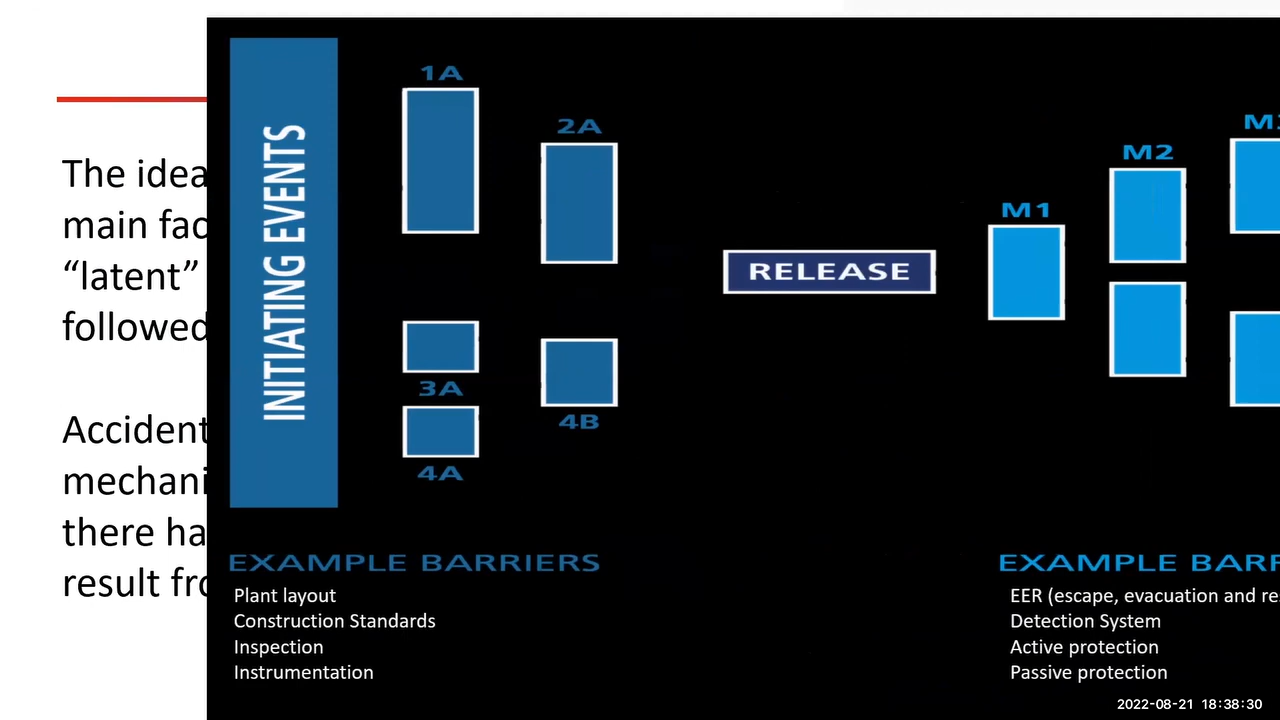 The idea
main fac
“latent”
followed
Accident
mechani
there ha
result fro
INITIATING EVENTS
1A
2A
3A
4A
4B
RELEASE
M1
M2
M3
EXAMPLE BARRIERS
Plant layout
Construction Standards
Inspection
Instrumentation
EXAMPLE BARR
EER (escape, evacuation and re
Detection System
Active protection
Passive protection
2022-08-21 18:38:30